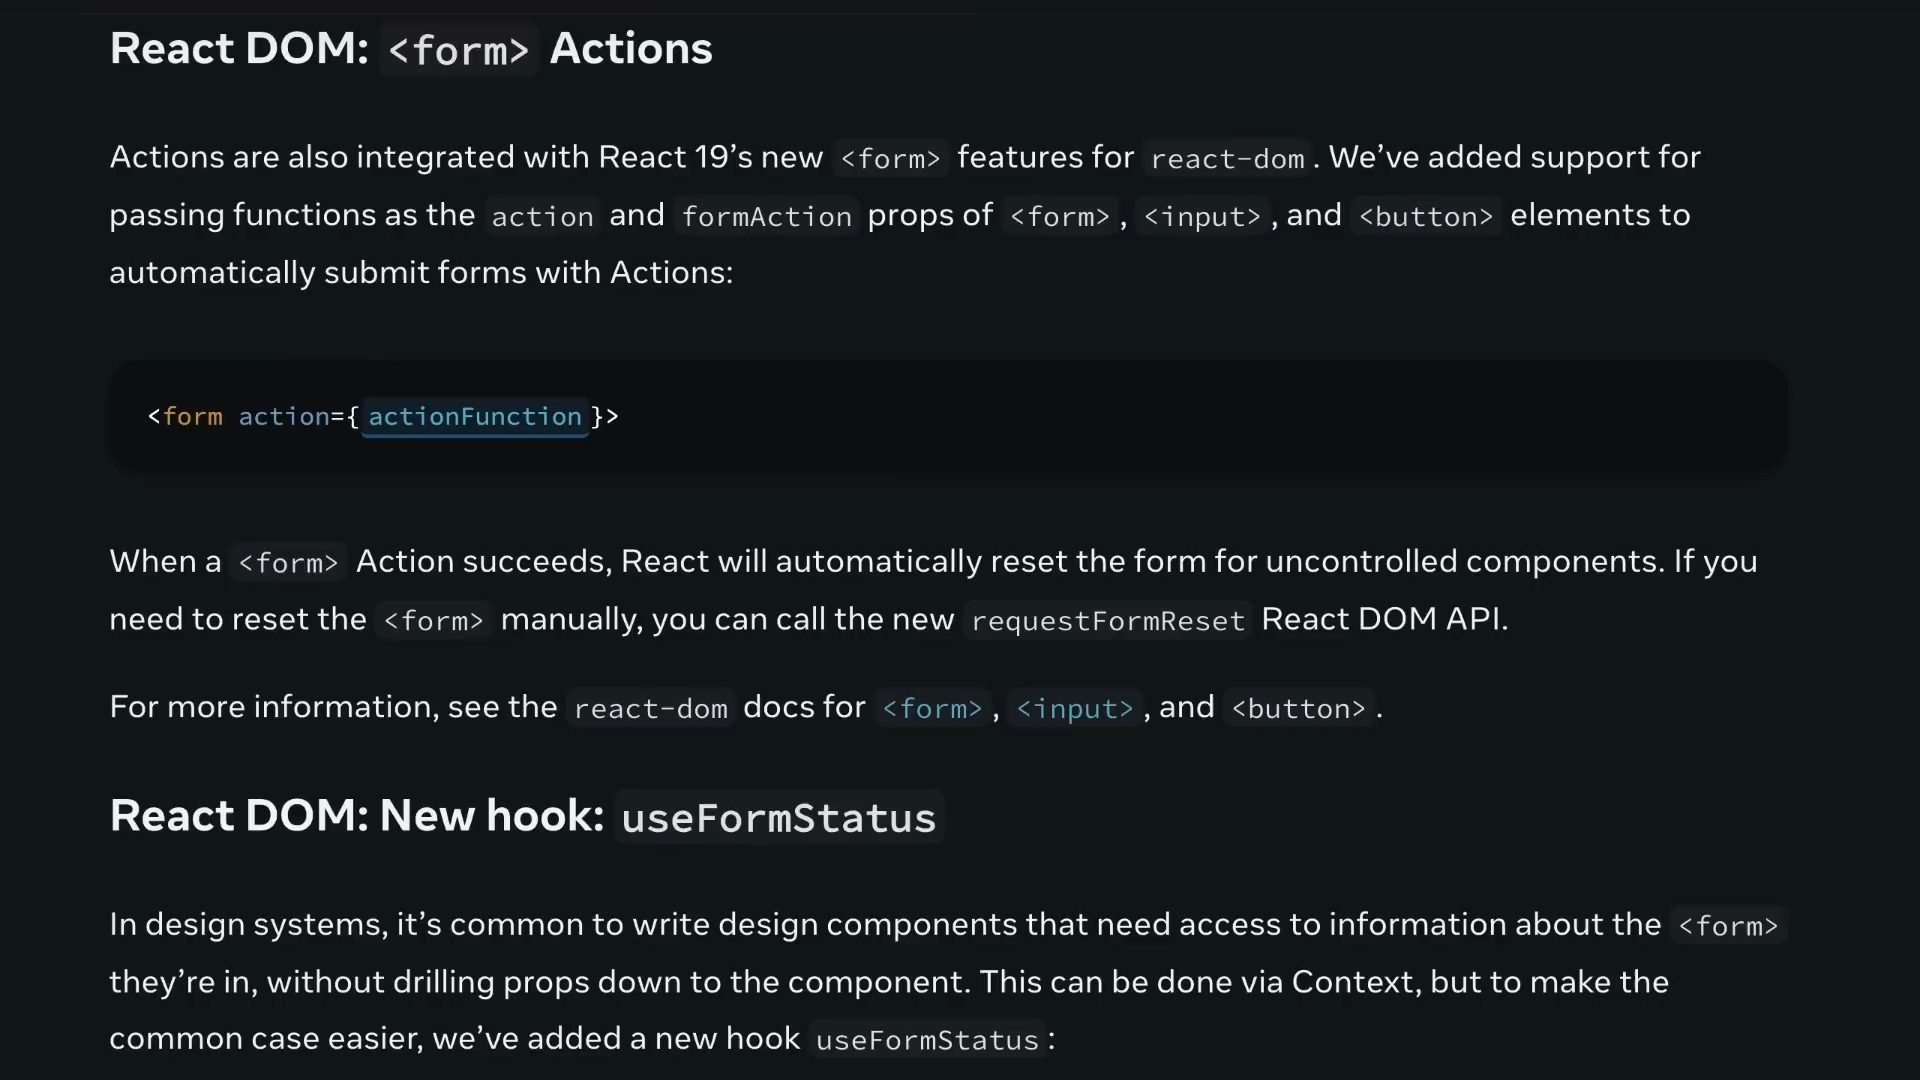 React DOM: <form> Actions
Actions are also integrated with React 19’s new <form> features for react-dom. We’ve added support for
passing functions as the action and formAction props of <form>, <input>, and <button> elements to
automatically submit forms with Actions:
<form action={actionFunction}>
When a <form> Action succeeds, React will automatically reset the form for uncontrolled components. If you
need to reset the <form> manually, you can call the new requestFormReset React DOM API.
For more information, see the react-dom docs for <form>, <input>, and <button>.
React DOM: New hook: useFormStatus
In design systems, it’s common to write design components that need access to information about the <form>
they’re in, without drilling props down to the component. This can be done via Context, but to make the
common case easier, we’ve added a new hook useFormStatus: